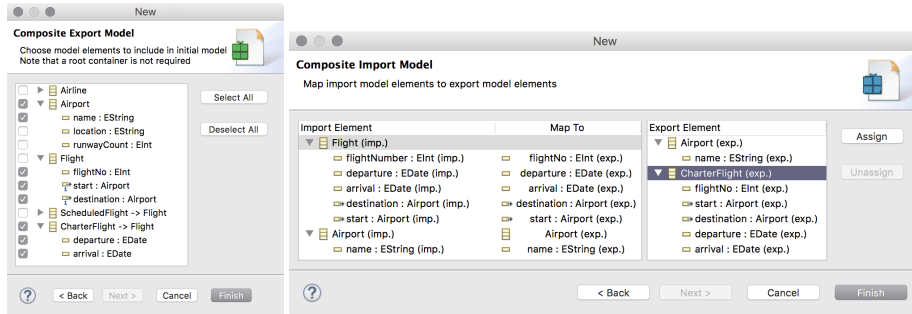 New
Composite Export Model
Choose model elements to include in initial model
Note that a root container is not required
Airline
Airport
name : EString
location : EString
runwayCount : EInt
Flight
flightNo : EInt
start : Airport
destination : Airport
ScheduledFlight -> Flight
CharterFlight -> Flight
departure : EDate
arrival : EDate
Select All
Deselect All
? < Back Next > Cancel Finish
New
Composite Import Model
Map import model elements to export model elements
Import Element Map To
Flight (imp.)
flightNumber : EInt (imp.) flightNo : EInt (exp.)
departure : EDate (imp.) departure : EDate (exp.)
arrival : EDate (imp.) arrival : EDate (exp.)
destination : Airport (imp.) destination : Airport (exp.)
start : Airport (imp.) start : Airport (exp.)
Airport (imp.) Airport (exp.)
name : EString (imp.) name : EString (exp.)
Export Element
Airport (exp.)
name : EString (exp.)
CharterFlight (exp.)
flightNo : EInt (exp.)
start : Airport (exp.)
destination : Airport (exp.)
departure : EDate (exp.)
arrival : EDate (exp.)
Assign
Unassign
? < Back Next > Cancel Finish